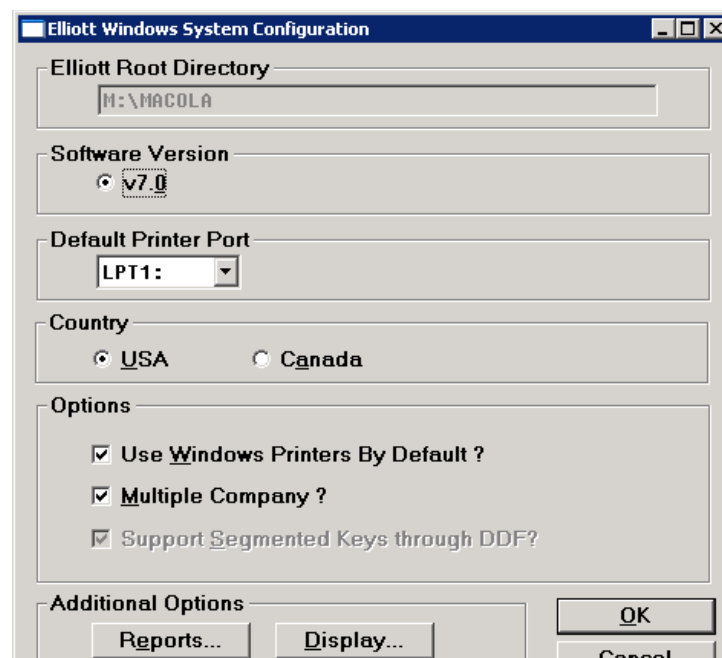 Elliott Windows System Configuration
Elliott Root Directory
M:\MACOLA
Software Version
v7.0
Default Printer Port
LPT1:
Country
USA
Canada
Options
Use Windows Printers By Default ?
Multiple Company ?
Support Segmented Keys through DDF?
Additional Options
Reports...
Display...
OK
Cancel